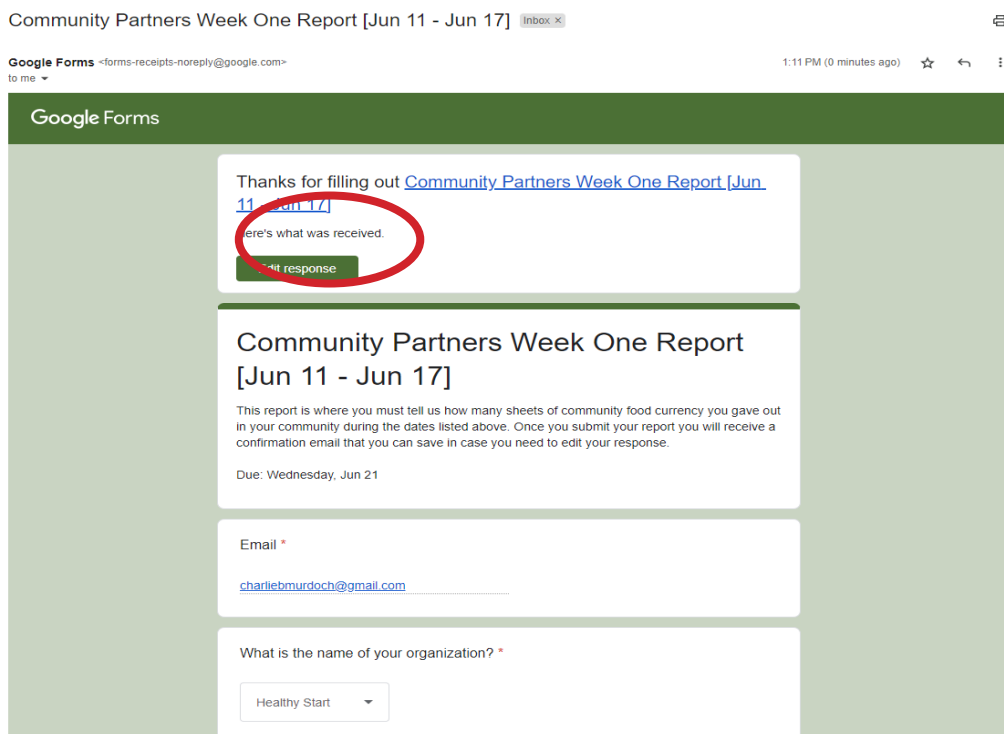 Community Partners Week One Report [Jun 11 - Jun 17] Inbox ×
Google Forms <forms-receipts-noreply@google.com>
1:11 PM (0 minutes ago)
to me
Google Forms
Thanks for filling out Community Partners Week One Report [Jun
11 - Jun 17]
Here's what was received.
Edit response
Community Partners Week One Report
[Jun 11 - Jun 17]
This report is where you must tell us how many sheets of community food currency you gave out
in your community during the dates listed above. Once you submit your report you will receive a
confirmation email that you can save in case you need to edit your response.
Due: Wednesday, Jun 21
Email *
charliebmurdoch@gmail.com
What is the name of your organization? *
Healthy Start